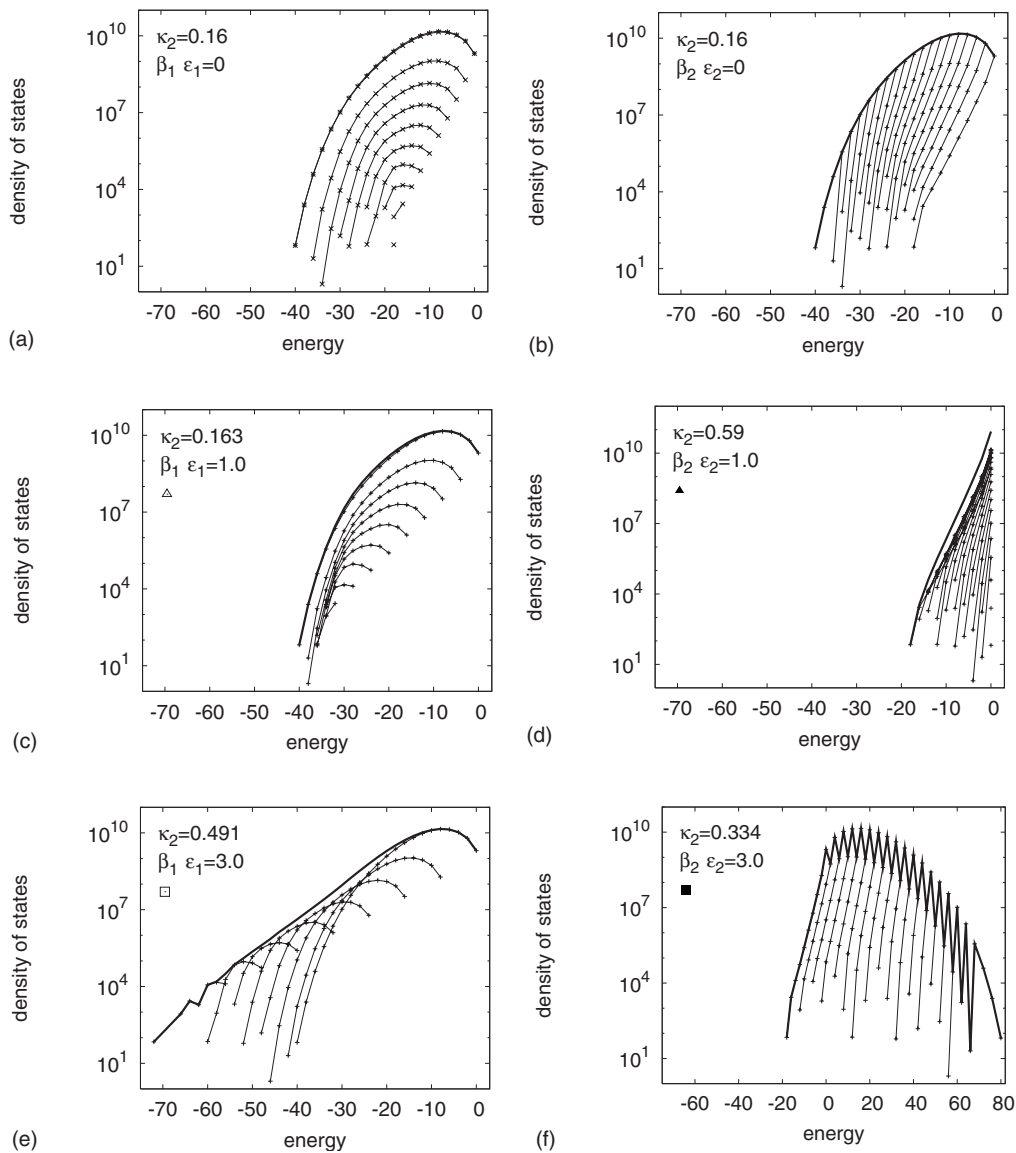 κ2=0.16
β1 ε1=0
density of states
10^10
10^7
10^4
10^1
-70 -60 -50 -40 -30 -20 -10 0
energy
(a)
κ2=0.16
β2 ε2=0
density of states
10^10
10^7
10^4
10^1
-70 -60 -50 -40 -30 -20 -10 0
energy
(b)
κ2=0.163
β1 ε1=1.0
density of states
10^10
10^7
10^4
10^1
-70 -60 -50 -40 -30 -20 -10 0
energy
(c)
κ2=0.59
β2 ε2=1.0
density of states
10^10
10^7
10^4
10^1
-70 -60 -50 -40 -30 -20 -10 0
energy
(d)
κ2=0.491
β1 ε1=3.0
density of states
10^10
10^7
10^4
10^1
-70 -60 -50 -40 -30 -20 -10 0
energy
(e)
κ2=0.334
β2 ε2=3.0
density of states
10^10
10^7
10^4
10^1
-60 -40 -20 0 20 40 60 80
energy
(f)